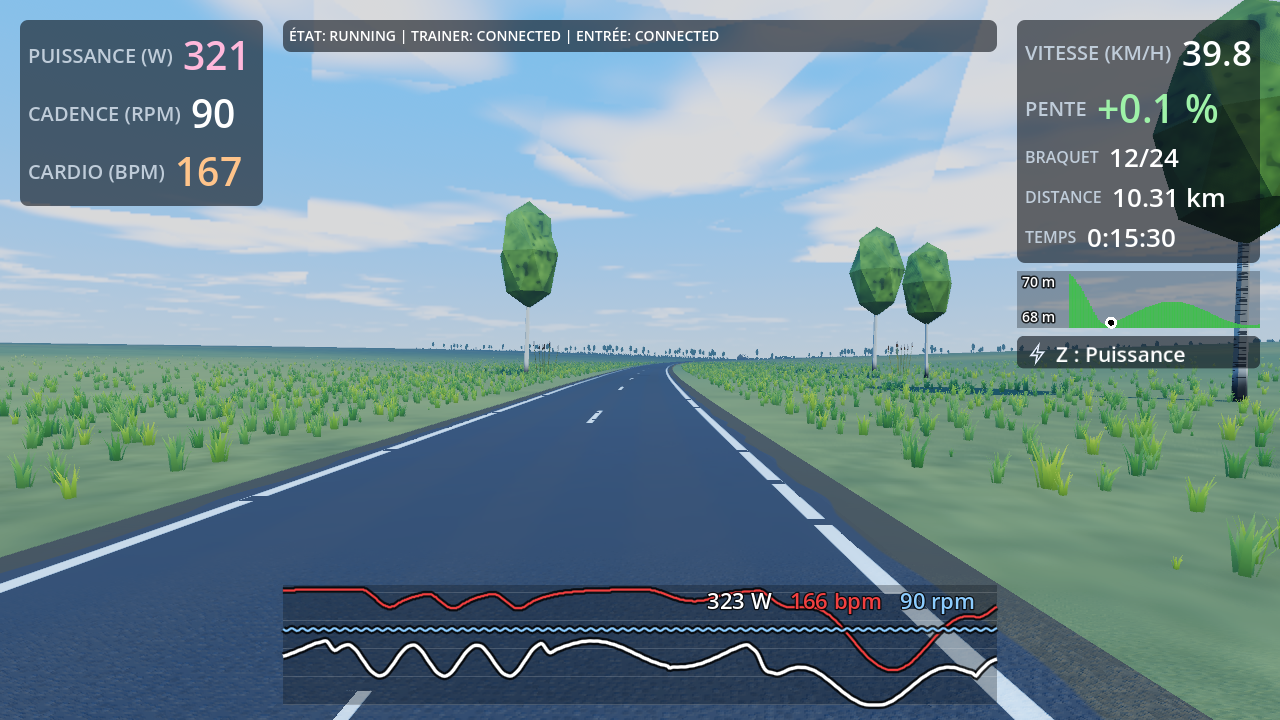 PUISSANCE (W) 321
CADENCE (RPM) 90
CARDIO (BPM) 167
ÉTAT: RUNNING | TRAINER: CONNECTED | ENTRÉE: CONNECTED
VITESSE (KM/H) 39.8
PENTE +0.1 %
BRAQUET 12/24
DISTANCE 10.31 km
TEMPS 0:15:30
70 m
68 m
Z : Puissance
323 W 166 bpm 90 rpm